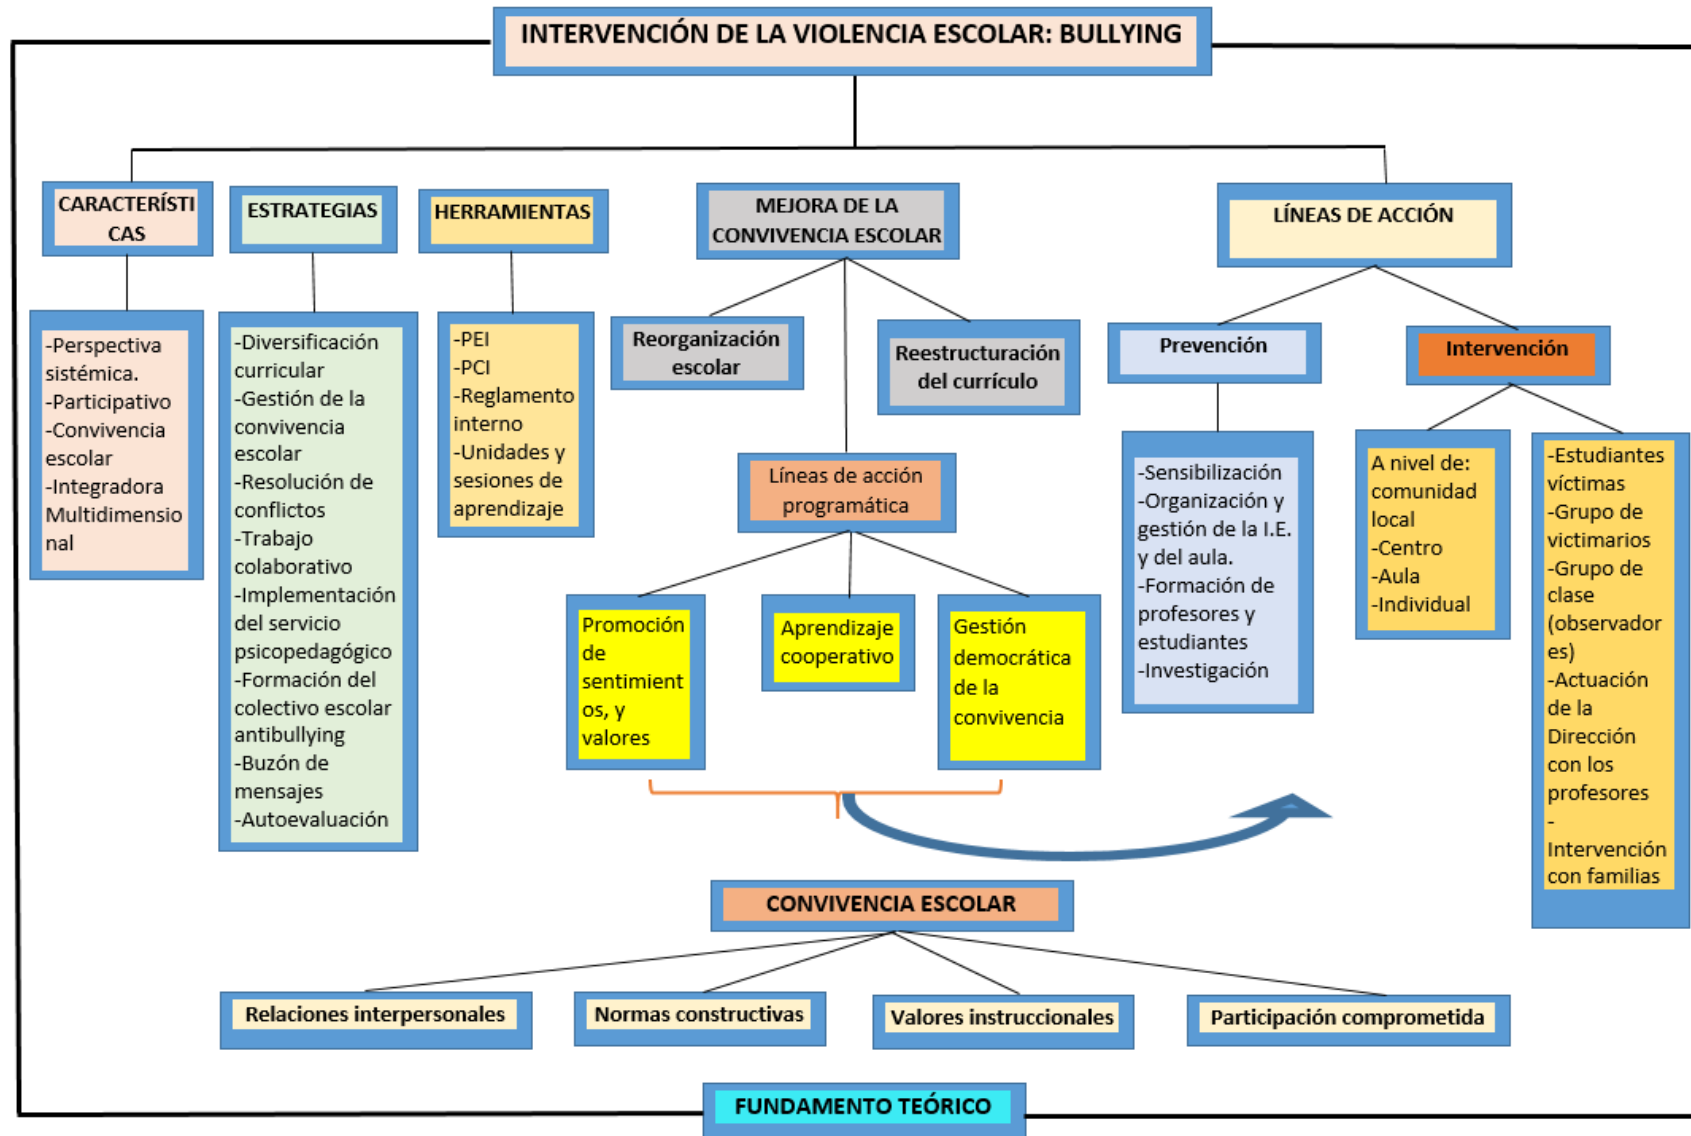 INTERVENCIÓN DE LA VIOLENCIA ESCOLAR: BULLYING
CARACTERÍSTI
CAS
ESTRATEGIAS
HERRAMIENTAS
MEJORA DE LA
CONVIVENCIA ESCOLAR
LÍNEAS DE ACCIÓN
-Perspectiva
sistémica.
-Participativo
-Convivencia
escolar
-Integradora
Multidimensio
nal
-Diversificación
curricular
-Gestión de la
convivencia
escolar
-Resolución de
conflictos
-Trabajo
colaborativo
-Implementación
del servicio
psicopedagógico
-Formación del
colectivo escolar
antibullying
-Buzón de
mensajes
-Autoevaluación
-PEI
-PCI
-Reglamento
interno
-Unidades y
sesiones de
aprendizaje
Reorganización
escolar
Reestructuración
del currículo
Líneas de acción
programática
Promoción
de
sentimient
os, y
valores
Aprendizaje
cooperativo
Gestión
democrática
de la
convivencia
Prevención
Intervención
-Sensibilización
-Organización y
gestión de la I.E.
y del aula.
-Formación de
profesores y
estudiantes
-Investigación
A nivel de:
comunidad
local
-Centro
-Aula
-Individual
-Estudiantes
víctimas
-Grupo de
victimarios
-Grupo de
clase
(observador
es)
-Actuación
de la
Dirección
con los
profesores
-
Intervención
con familias
CONVIVENCIA ESCOLAR
Relaciones interpersonales
Normas constructivas
Valores instruccionales
Participación comprometida
FUNDAMENTO TEÓRICO